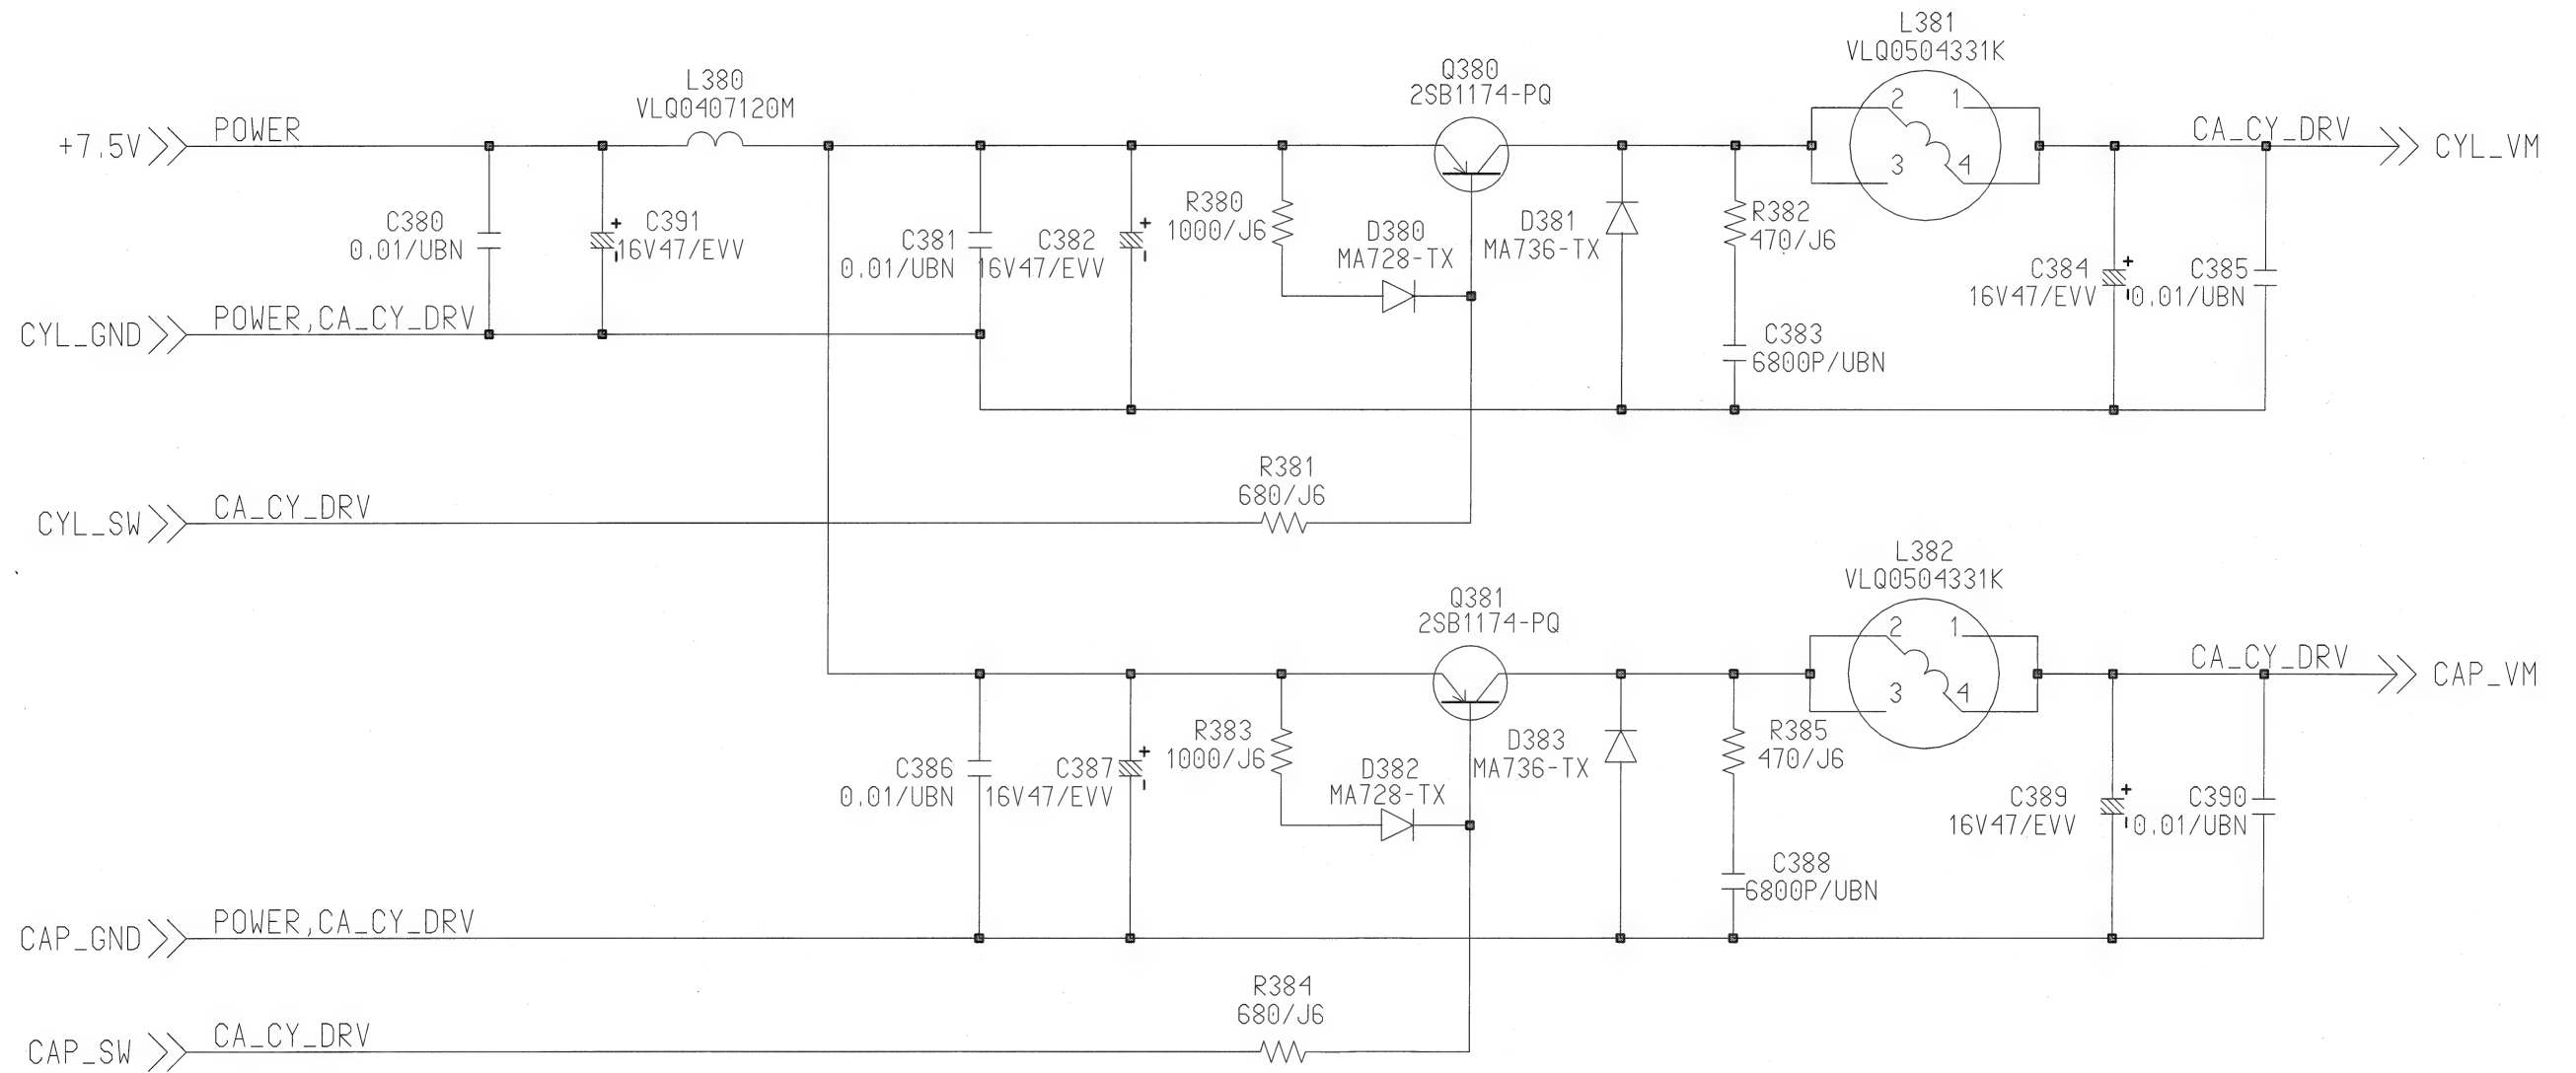 L381
VLQ0504331K
Q380
2SB1174-PQ
L380
VLQ0407120M
+7.5V
POWER
2
1
3
4
CA_CY_DRV
CYL_VM
C380
0.01/UBN
+
C391
-
16V47/EVV
C381
0.01/UBN
C382
16V47/EVV
+
-
R380
1000/J6
D380
MA728-TX
D381
MA736-TX
R382
470/J6
C383
6800P/UBN
C384
16V47/EVV
+
-
C385
0.01/UBN
CYL_GND
POWER,CA_CY_DRV
R381
680/J6
CYL_SW
CA_CY_DRV
L382
VLQ0504331K
Q381
2SB1174-PQ
2
1
3
4
CA_CY_DRV
CAP_VM
C386
0.01/UBN
C387
16V47/EVV
+
-
R383
1000/J6
D382
MA728-TX
D383
MA736-TX
R385
470/J6
C388
6800P/UBN
C389
16V47/EVV
+
-
C390
0.01/UBN
CAP_GND
POWER,CA_CY_DRV
R384
680/J6
CAP_SW
CA_CY_DRV